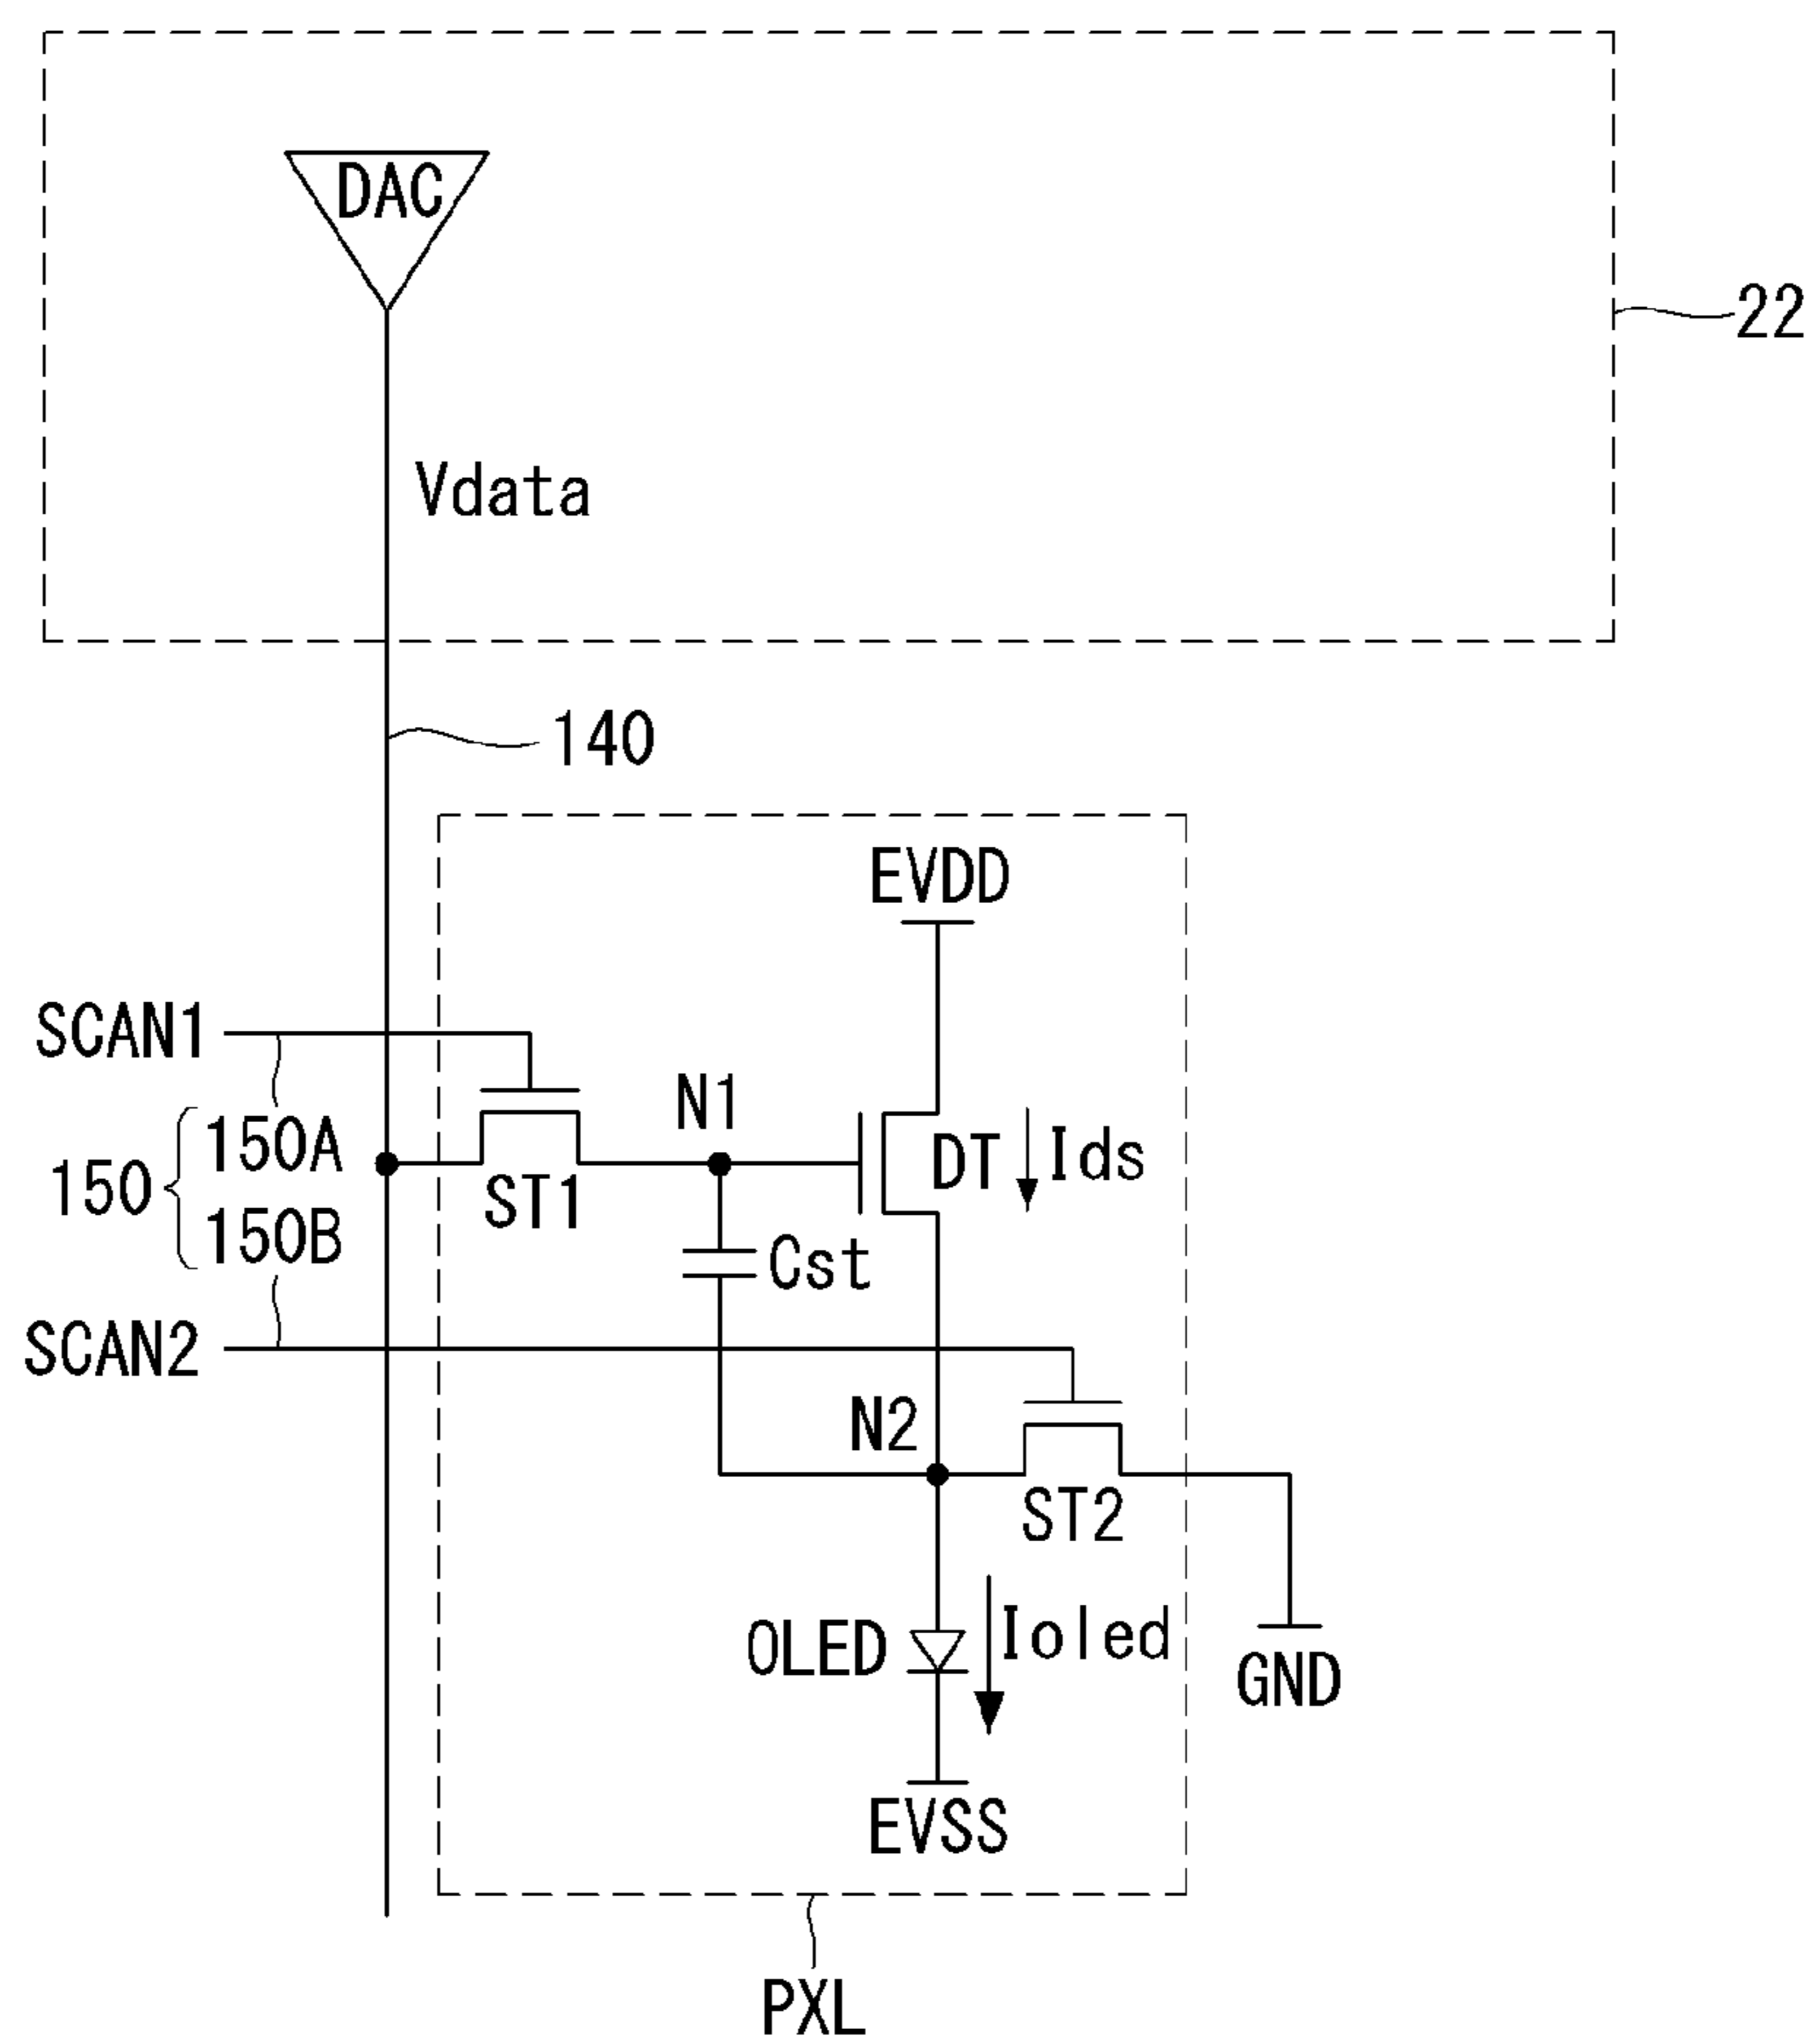 DAC
22
Vdata
140
EVDD
SCAN1
N1
150A
DT
Ids
150
ST1
150B
Cst
SCAN2
N2
ST2
OLED
Ioled
GND
EVSS
PXL